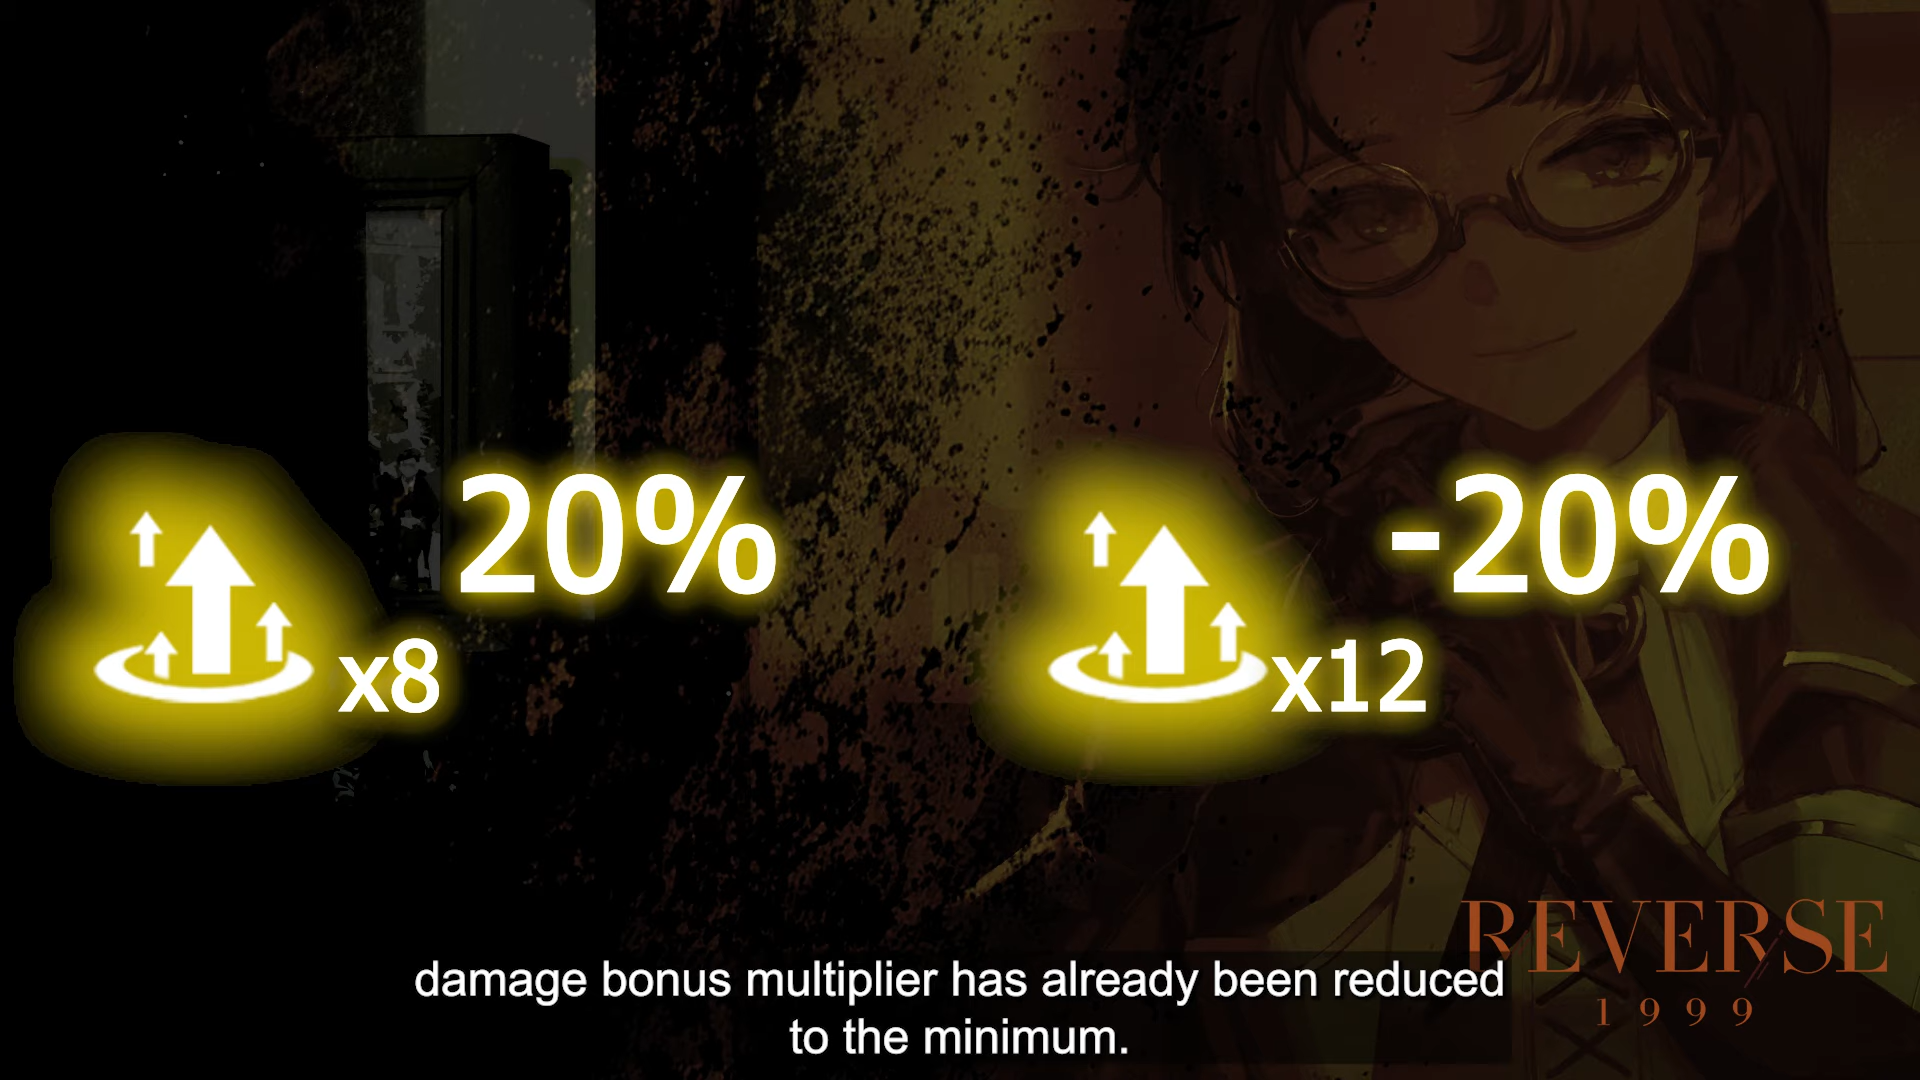 20%
x8
-20%
x12
REVERSE
1999
damage bonus multiplier has already been reduced
to the minimum.